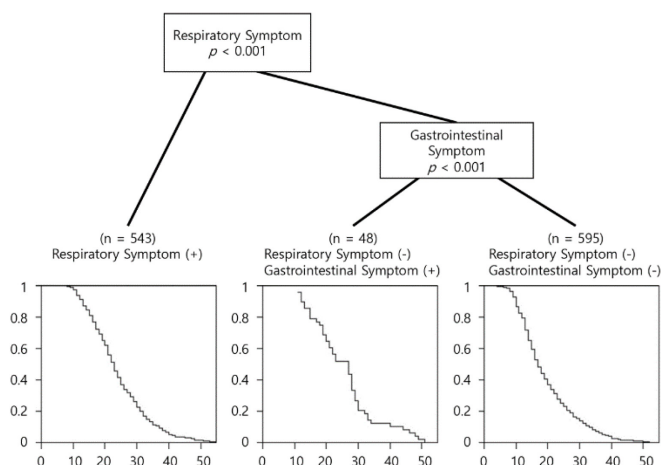 Respiratory Symptom
p < 0.001
Gastrointestinal
Symptom
p < 0.001
(n = 543)
Respiratory Symptom (+)
(n = 48)
Respiratory Symptom (-)
Gastrointestinal Symptom (+)
(n = 595)
Respiratory Symptom (-)
Gastrointestinal Symptom (-)
1
0.8
0.6
0.4
0.2
0
0 10 20 30 40 50
1
0.8
0.6
0.4
0.2
0
0 10 20 30 40 50
1
0.8
0.6
0.4
0.2
0
0 10 20 30 40 50